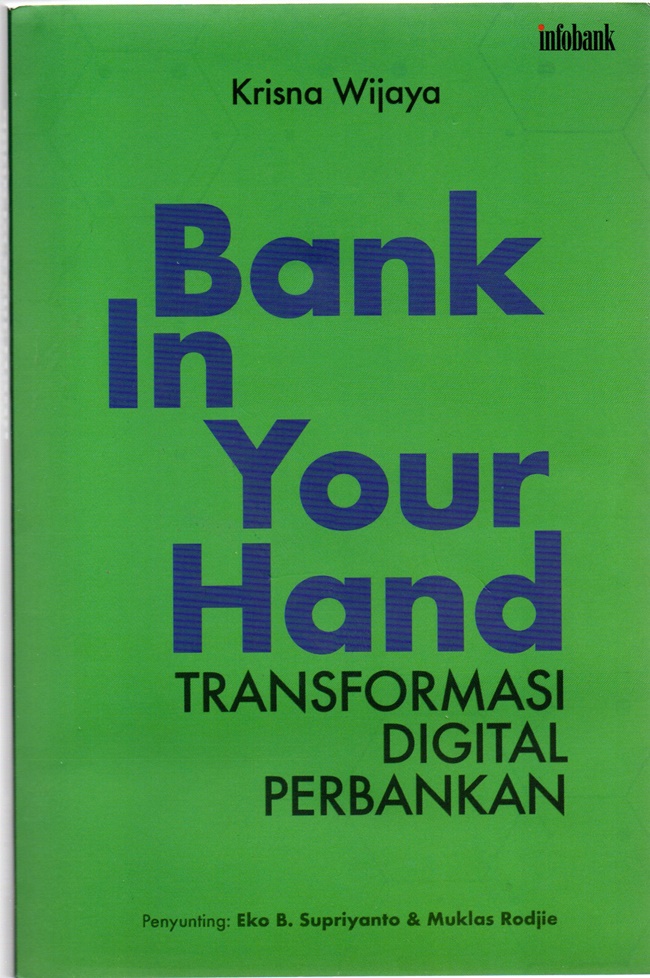 infobank
Krisna Wijaya
Bank
In
Your
Hand
TRANSFORMASI
DIGITAL
PERBANKAN
Penyunting: Eko B. Supriyanto & Muklas Rodjie